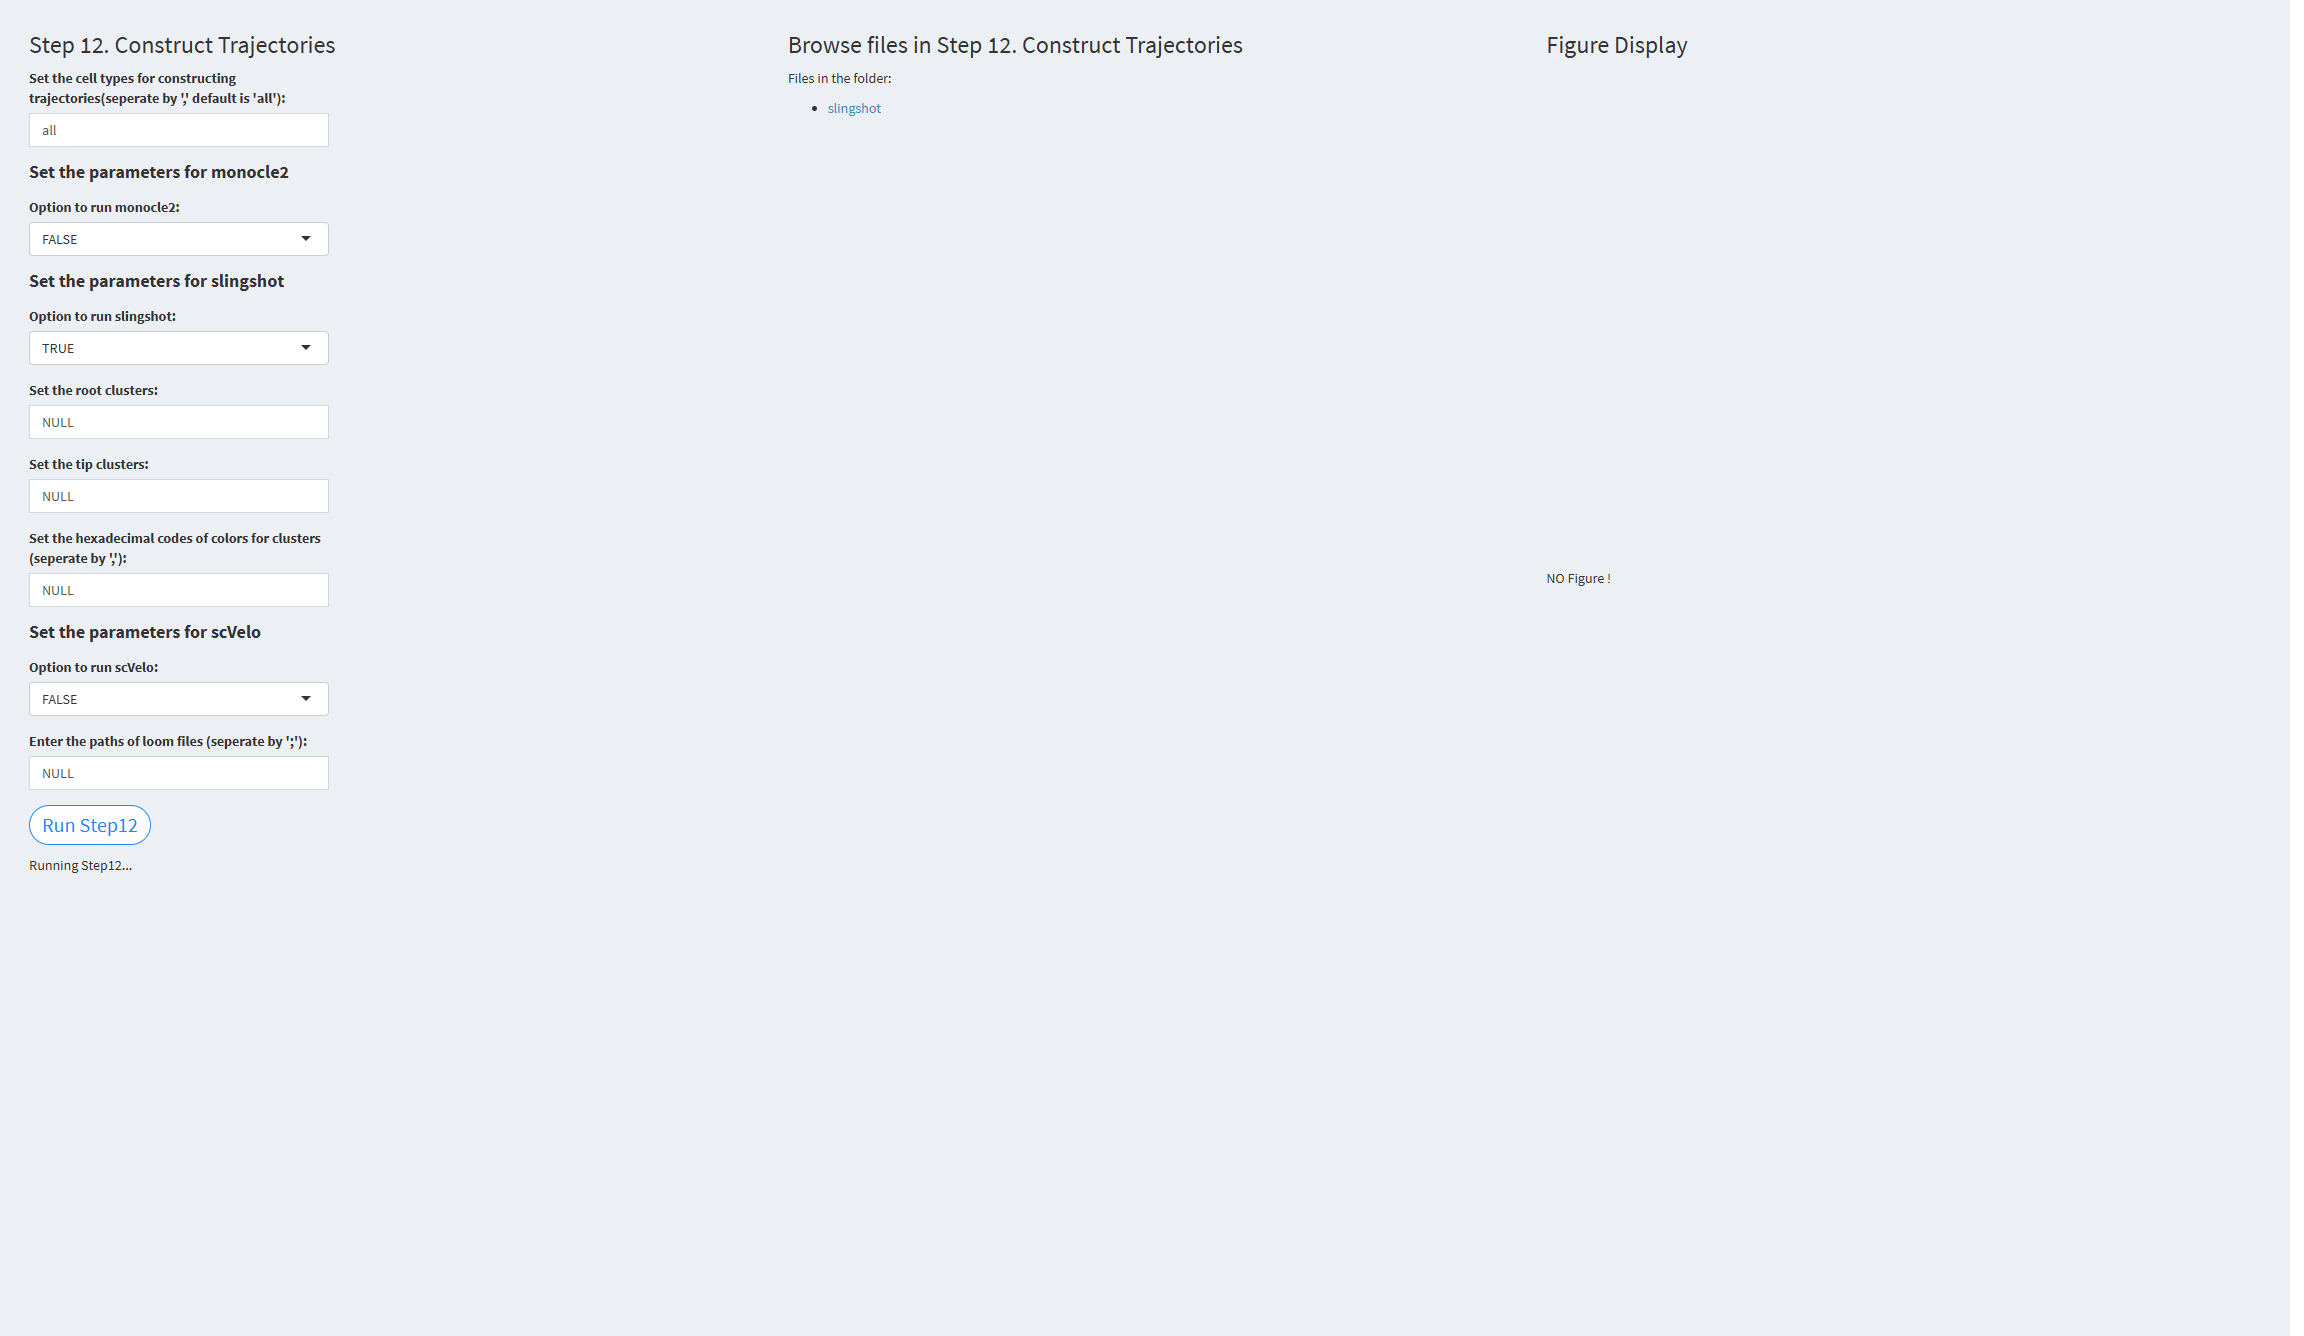 Step 12. Construct Trajectories
Set the cell types for constructing
trajectories(seperate by ',' default is 'all'):
all
Set the parameters for monocle2
Option to run monocle2:
FALSE
Set the parameters for slingshot
Option to run slingshot:
TRUE
Set the root clusters:
NULL
Set the tip clusters:
NULL
Set the hexadecimal codes of colors for clusters
(seperate by ','):
NULL
Set the parameters for scVelo
Option to run scVelo:
FALSE
Enter the paths of loom files (seperate by ';'):
NULL
Run Step12
Running Step12...
Browse files in Step 12. Construct Trajectories
Files in the folder:
slingshot
Figure Display
NO Figure !